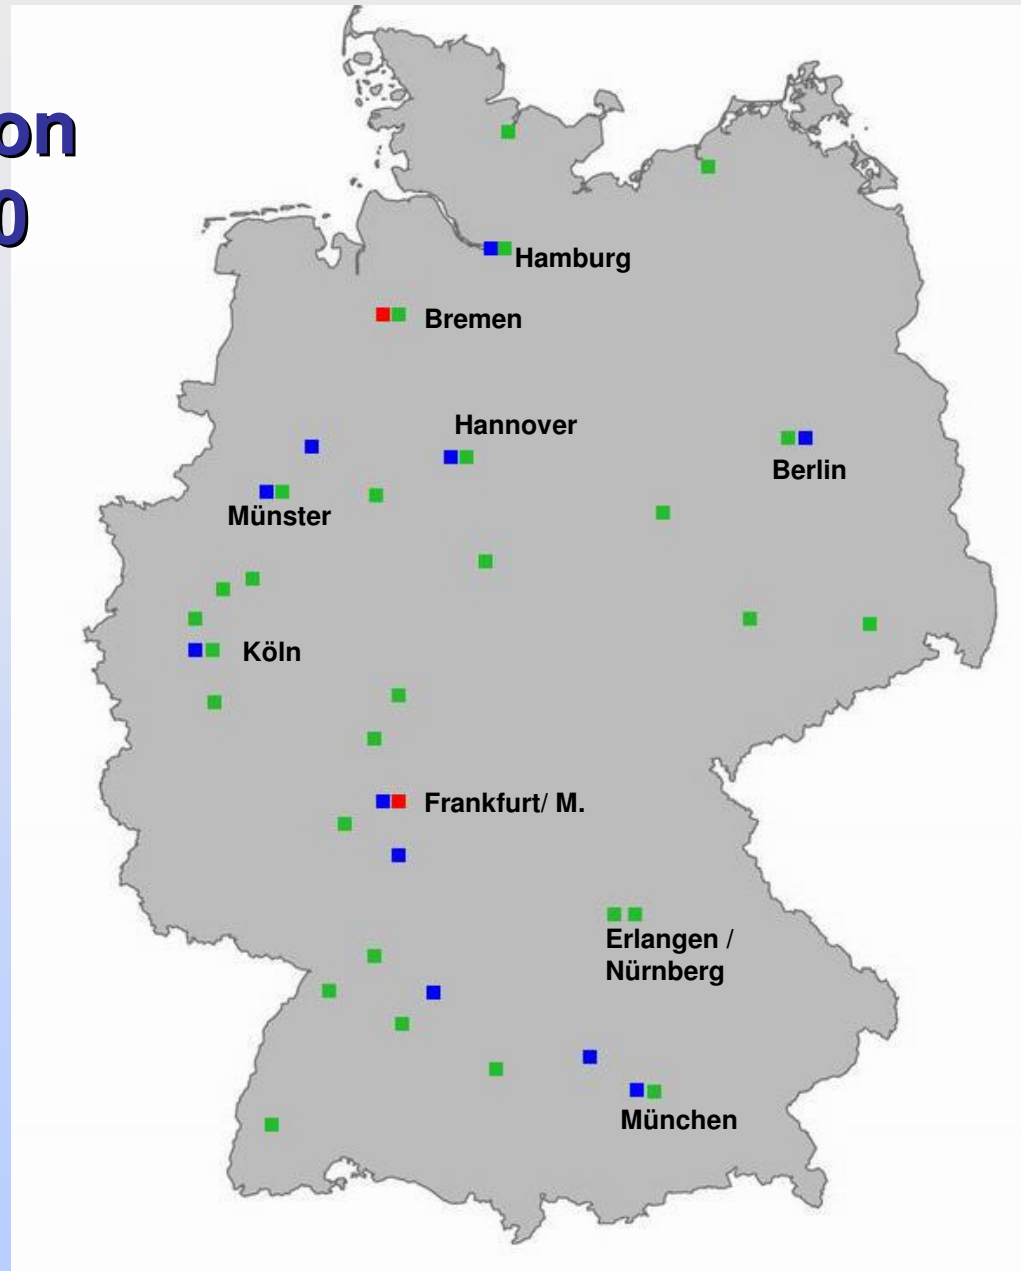 on
0
Hamburg
Bremen
Hannover
Berlin
Münster
Köln
Frankfurt/ M.
Erlangen /
Nürnberg
München